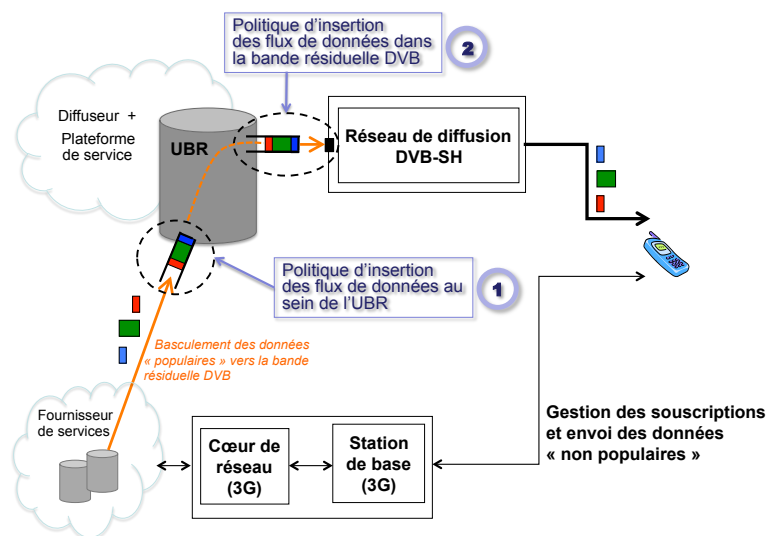 Politique d'insertion
des flux de données dans
la bande résiduelle DVB
2
Diffuseur +
Plateforme
de service
UBR
Réseau de diffusion
DVB-SH
Politique d'insertion
des flux de données au
sein de l'UBR
1
Basculement des données
« populaires » vers la bande
résiduelle DVB
Fournisseur
de services
Cœur de
réseau
(3G)
Station
de base
(3G)
Gestion des souscriptions
et envoi des données
« non populaires »